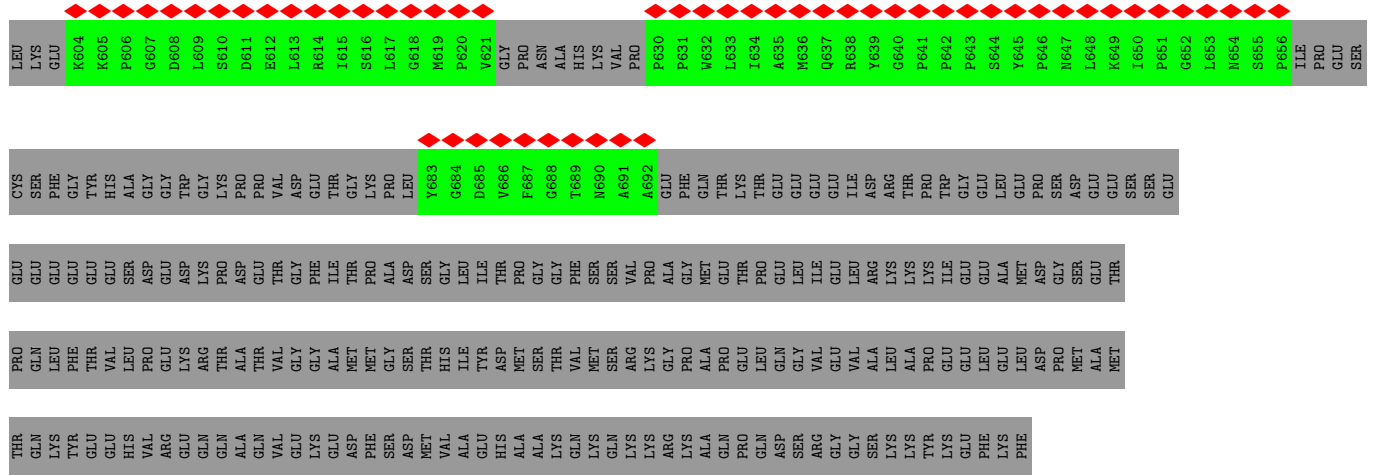 LEU LYS GLU K604 K605 P606 G607 D608 L609 S610 D611 E612 L613 R614 I615 S616 L617 G618 M619 P620 V621 GLY PRO ASN ALA HIS LYS VAL PRO P630 P631 W632 L633 I634 A635 M636 Q637 R638 Y639 G640 P641 P642 P643 S644 Y645 P646 N647 L648 K649 I650 P651 G652 L653 N654 S655 P656 ILE PRO GLU SER
CYS SER PHE GLY TYR HIS ALA GLY GLY TRP GLY LYS PRO PRO VAL ASP GLU THR GLY LYS PRO LEU Y683 G684 D685 V686 F687 G688 T689 N690 A691 A692 GLU PHE GLN THR LYS THR GLU GLU GLU GLU ILE ASP ARG THR PRO TRP GLY GLU LEU GLU PRO SER ASP GLU GLU SER SER GLU
GLU GLU GLU GLU GLU GLU SER ASP GLU ASP LYS PRO ASP GLU THR GLY PHE ILE THR PRO ALA ASP SER GLY LEU ILE THR PRO GLY GLY PHE SER SER VAL PRO ALA GLY MET GLU THR PRO GLU LEU ILE GLU LEU ARG LYS LYS LYS ILE GLU GLU ALA MET ASP GLY SER GLU THR
PRO GLN LEU PHE THR VAL LEU PRO GLU LYS ARG THR ALA THR VAL GLY GLY ALA MET MET GLY SER THR HIS ILE TYR ASP MET SER THR VAL MET SER ARG LYS GLY PRO ALA PRO GLU LEU GLN GLY VAL GLU VAL ALA LEU ALA PRO GLU GLU LEU GLU LEU ASP PRO MET ALA MET
THR GLN LYS TYR GLU GLU HIS VAL ARG GLU GLN GLN ALA GLN VAL GLU LYS GLU ASP PHE SER ASP MET VAL ALA GLU HIS ALA ALA LYS GLN LYS GLN LYS LYS ARG LYS ALA GLN PRO GLN ASP SER ARG GLY GLY SER LYS LYS TYR LYS GLU PHE LYS PHE